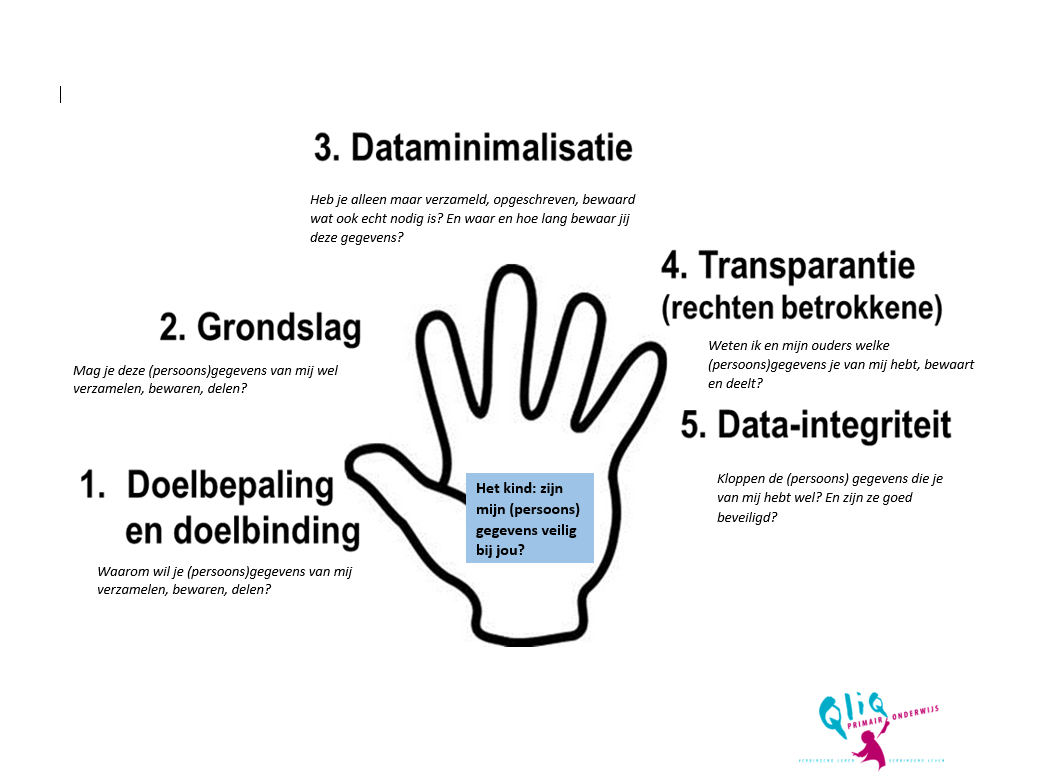 3. Dataminimalisatie
Heb je alleen maar verzameld, opgeschreven, bewaard
wat ook echt nodig is? En waar en hoe lang bewaar jij
deze gegevens?
4. Transparantie
(rechten betrokkene)
Weten ik en mijn ouders welke
(persoons)gegevens je van mij hebt, bewaart
en deelt?
2. Grondslag
Mag je deze (persoons)gegevens van mij wel
verzamelen, bewaren, delen?
5. Data-integriteit
Kloppen de (persoons) gegevens die je
van mij hebt wel? En zijn ze goed
beveiligd?
1. Doelbepaling
en doelbinding
Waarom wil je (persoons)gegevens van mij
verzamelen, bewaren, delen?
Het kind: zijn
mijn (persoons)
gegevens veilig
bij jou?
QliQ
PRIMAIR ONDERWIJS
VERBINDEND LEREN VERBINDEND LEVEN